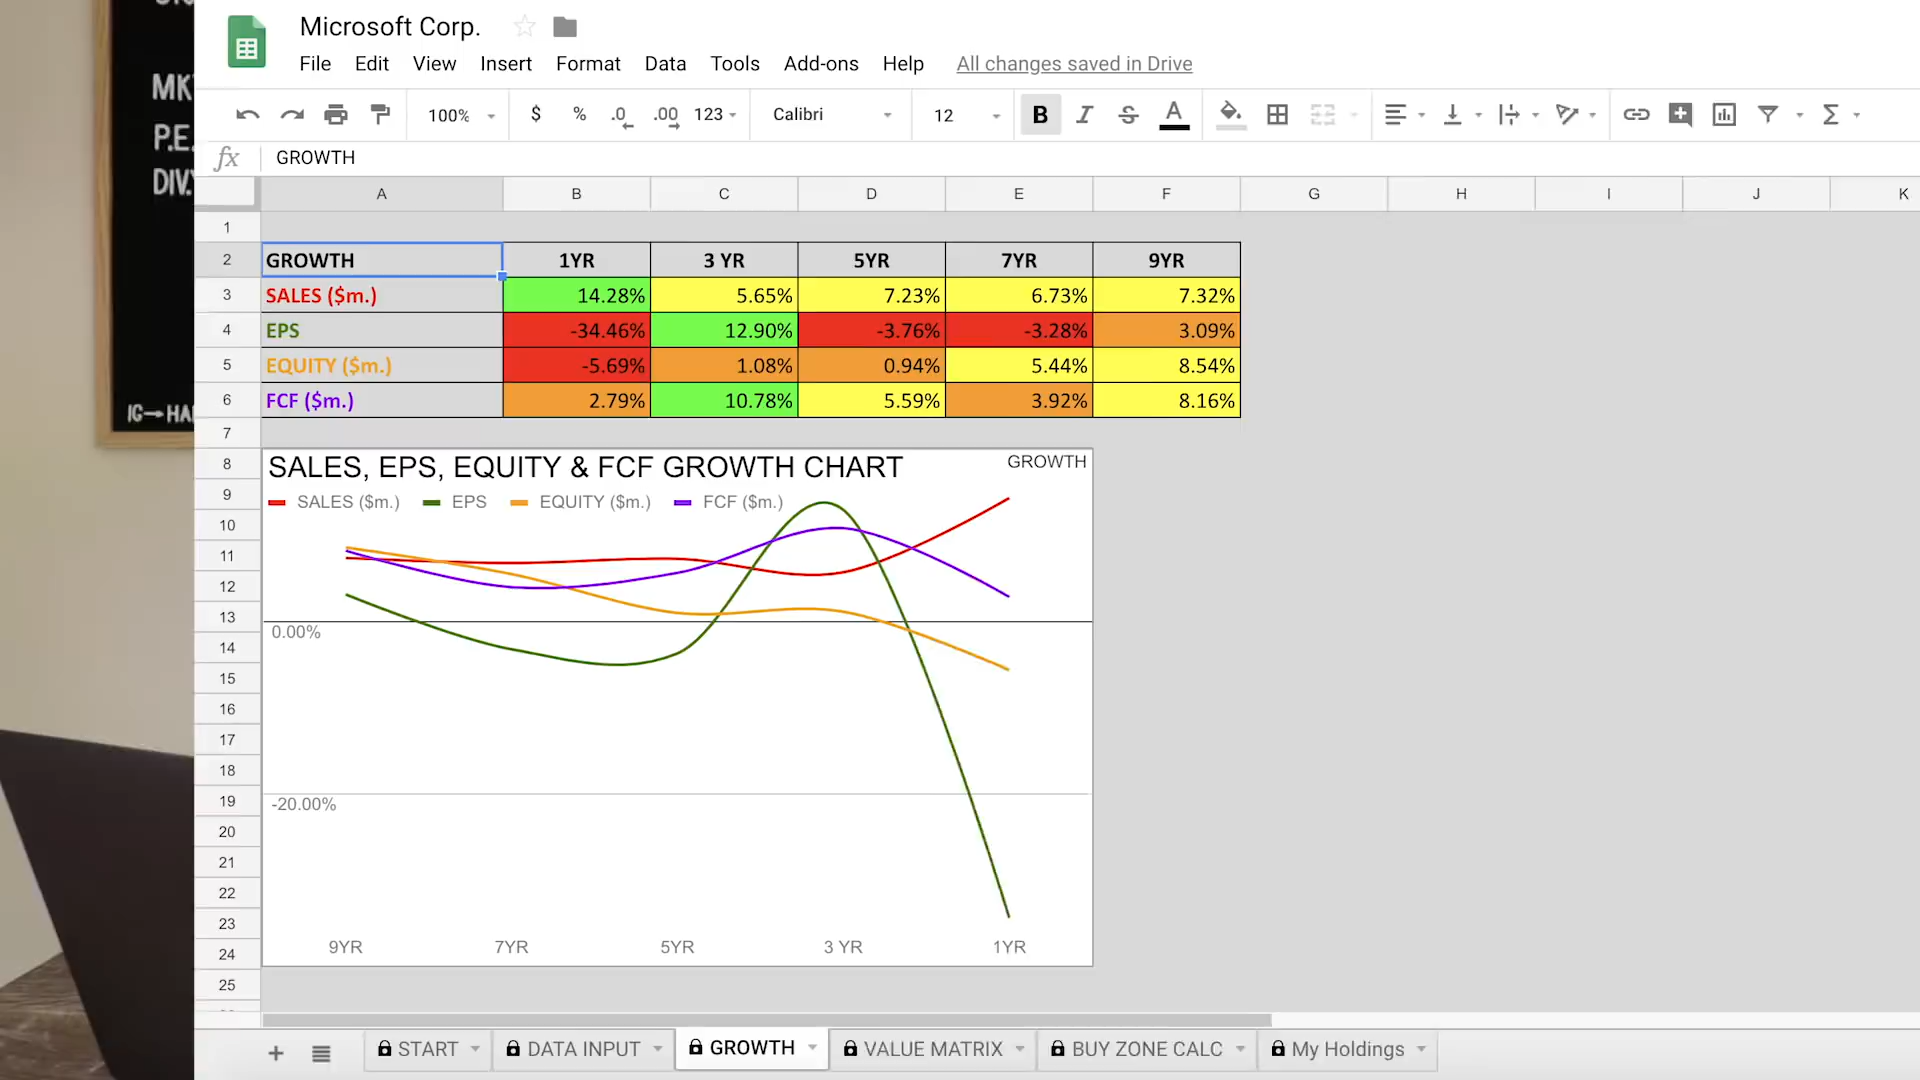 MK
P.E.
DIV.
IG→HA
Microsoft Corp.
File Edit View Insert Format Data Tools Add-ons Help All changes saved in Drive
100% $ % .0 .00 123 Calibri 12 B I S A Σ
fx GROWTH
A B C D E F G H I J K
1
2 GROWTH 1YR 3 YR 5YR 7YR 9YR
3 SALES ($m.) 14.28% 5.65% 7.23% 6.73% 7.32%
4 EPS -34.46% 12.90% -3.76% -3.28% 3.09%
5 EQUITY ($m.) -5.69% 1.08% 0.94% 5.44% 8.54%
6 FCF ($m.) 2.79% 10.78% 5.59% 3.92% 8.16%
7
8
9
10
11
12
13
14
15
16
17
18
19
20
21
22
23
24
25
SALES, EPS, EQUITY & FCF GROWTH CHART GROWTH
SALES ($m.) EPS EQUITY ($m.) FCF ($m.)
0.00%
-20.00%
9YR 7YR 5YR 3 YR 1YR
START DATA INPUT GROWTH VALUE MATRIX BUY ZONE CALC My Holdings